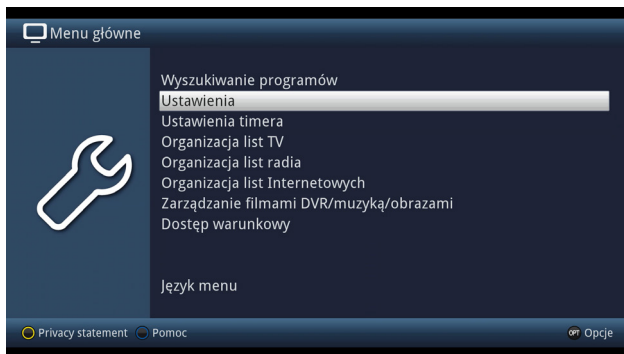 Menu główne
Wyszukiwanie programów
Ustawienia
Ustawienia timera
Organizacja list TV
Organizacja list radia
Organizacja list Internetowych
Zarządzanie filmami DVR/muzyką/obrazami
Dostęp warunkowy
Język menu
Privacy statement Pomoc OPT Opcje